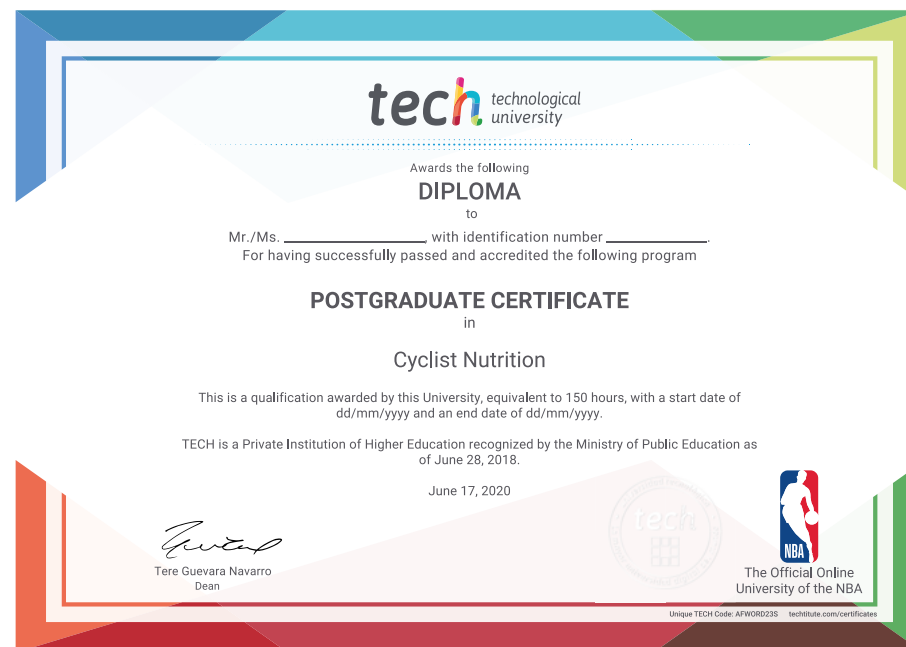 tech technological
university
Awards the following
DIPLOMA
to
Mr./Ms. ____________________, with identification number ______________.
For having successfully passed and accredited the following program
POSTGRADUATE CERTIFICATE
in
Cyclist Nutrition
This is a qualification awarded by this University, equivalent to 150 hours, with a start date of
dd/mm/yyyy and an end date of dd/mm/yyyy.
TECH is a Private Institution of Higher Education recognized by the Ministry of Public Education as
of June 28, 2018.
June 17, 2020
tech
Tere Guevara Navarro
Dean
NBA
The Official Online
University of the NBA
Unique TECH Code: AFWORD23S techtitute.com/certificates